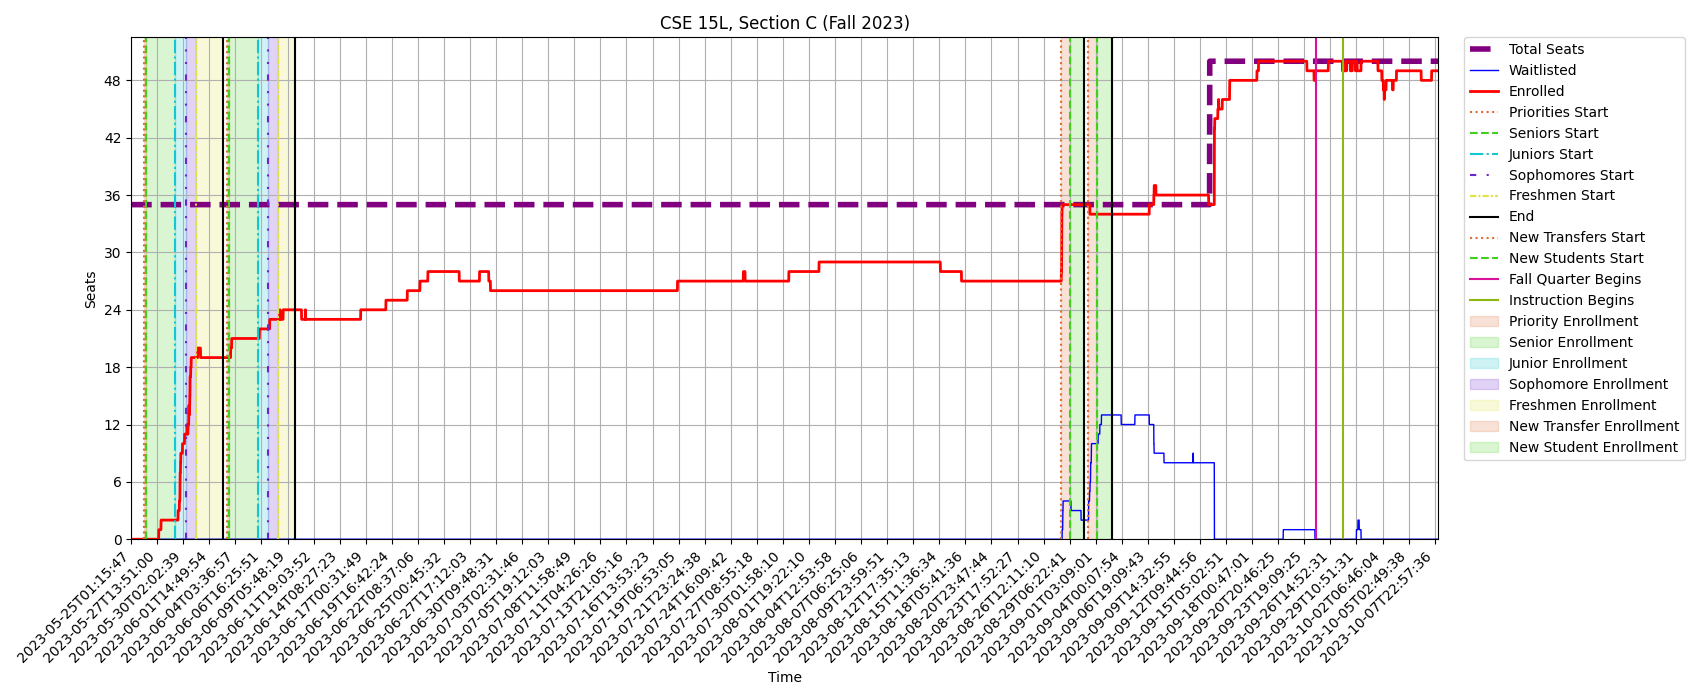 CSE 15L, Section C (Fall 2023)
Seats
48
42
36
30
24
18
12
6
0
2023-05-25T01:15:47
2023-05-27T13:51:00
2023-05-30T02:02:39
2023-06-01T14:49:54
2023-06-04T03:36:57
2023-06-06T16:25:51
2023-06-09T05:48:19
2023-06-11T19:03:52
2023-06-14T08:27:23
2023-06-17T00:31:49
2023-06-19T16:42:24
2023-06-22T08:37:06
2023-06-25T00:45:32
2023-06-27T17:12:03
2023-06-30T09:48:31
2023-07-03T02:31:46
2023-07-05T19:12:03
2023-07-08T11:58:49
2023-07-11T04:26:26
2023-07-13T21:05:16
2023-07-16T13:53:23
2023-07-19T06:53:05
2023-07-21T23:24:38
2023-07-24T16:09:42
2023-07-27T08:55:18
2023-07-30T01:58:10
2023-08-01T19:22:10
2023-08-04T12:53:58
2023-08-07T06:25:06
2023-08-09T23:59:51
2023-08-12T17:35:13
2023-08-15T11:36:34
2023-08-18T05:41:36
2023-08-20T23:47:44
2023-08-23T17:52:27
2023-08-26T12:11:10
2023-08-29T06:22:41
2023-09-01T03:09:01
2023-09-04T00:07:54
2023-09-06T19:09:43
2023-09-09T14:32:55
2023-09-12T09:44:56
2023-09-15T05:02:51
2023-09-18T00:47:01
2023-09-20T20:46:25
2023-09-23T19:09:25
2023-09-26T14:52:31
2023-09-29T10:51:31
2023-10-02T06:46:04
2023-10-05T02:49:38
2023-10-07T22:57:36
Time
Total Seats
Waitlisted
Enrolled
Priorities Start
Seniors Start
Juniors Start
Sophomores Start
Freshmen Start
End
New Transfers Start
New Students Start
Fall Quarter Begins
Instruction Begins
Priority Enrollment
Senior Enrollment
Junior Enrollment
Sophomore Enrollment
Freshmen Enrollment
New Transfer Enrollment
New Student Enrollment